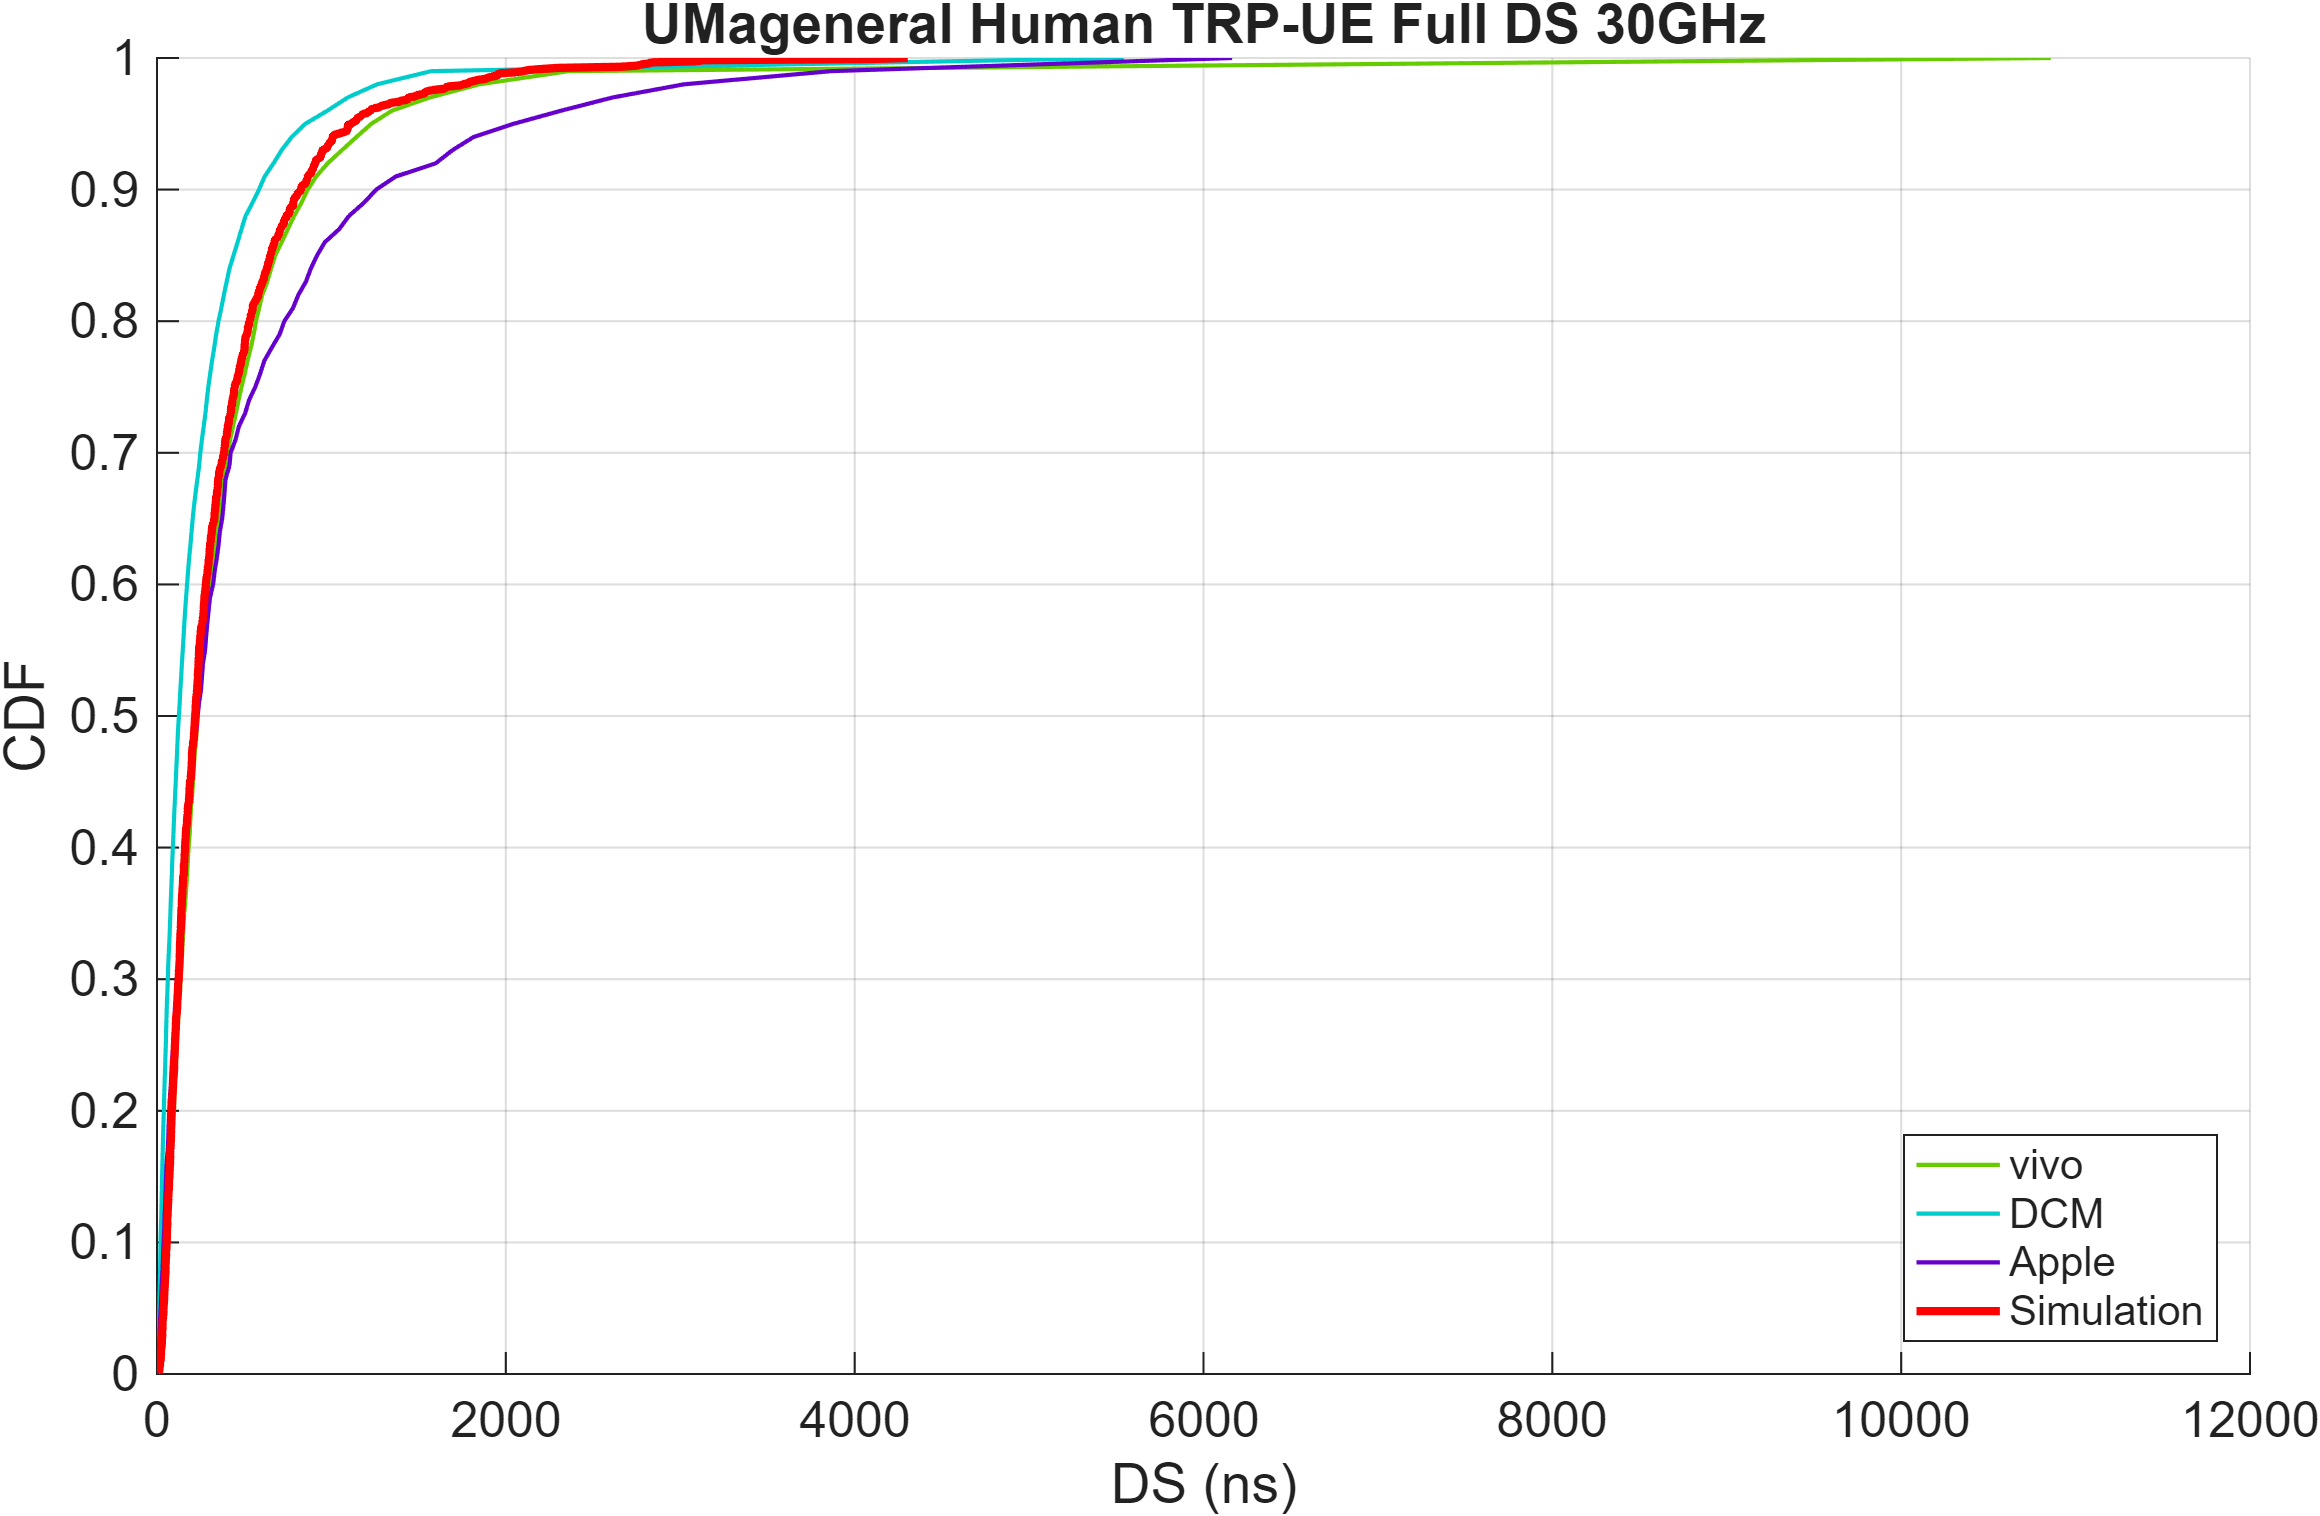 UMageneral Human TRP-UE Full DS 30GHz
1
0.9
0.8
0.7
0.6
0.5
0.4
0.3
0.2
0.1
0
CDF
0 2000 4000 6000 8000 10000 12000
DS (ns)
vivo
DCM
Apple
Simulation